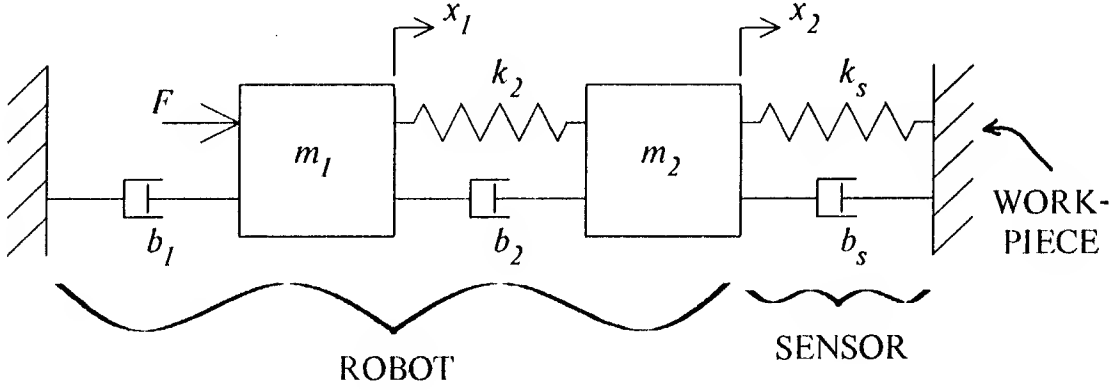 x1
x2
k2
ks
F
m1
m2
b1
b2
bs
WORK-
PIECE
ROBOT
SENSOR